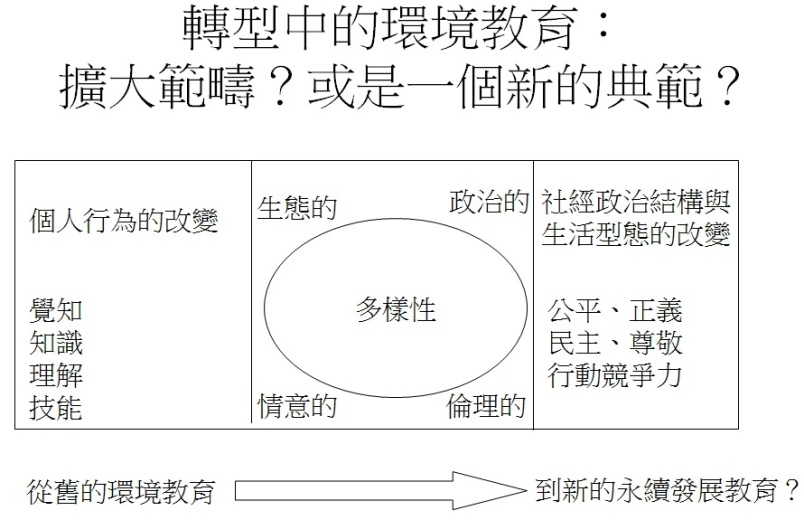 轉型中的環境教育：
擴大範疇？或是一個新的典範？
個人行為的改變
覺知
知識
理解
技能
生態的
政治的
多樣性
情意的
倫理的
社經政治結構與
生活型態的改變
公平、正義
民主、尊敬
行動競爭力
從舊的環境教育
到新的永續發展教育？